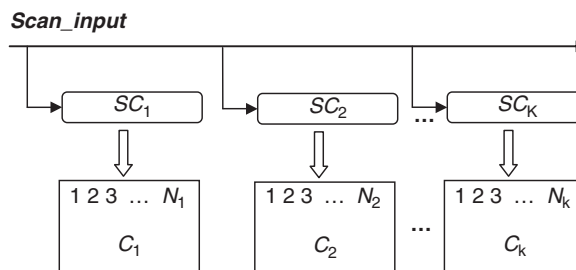 Scan_input
SC1 SC2 ... SCK
1 2 3 ... N1 1 2 3 ... N2 1 2 3 ... Nk
...
C1 C2 Ck